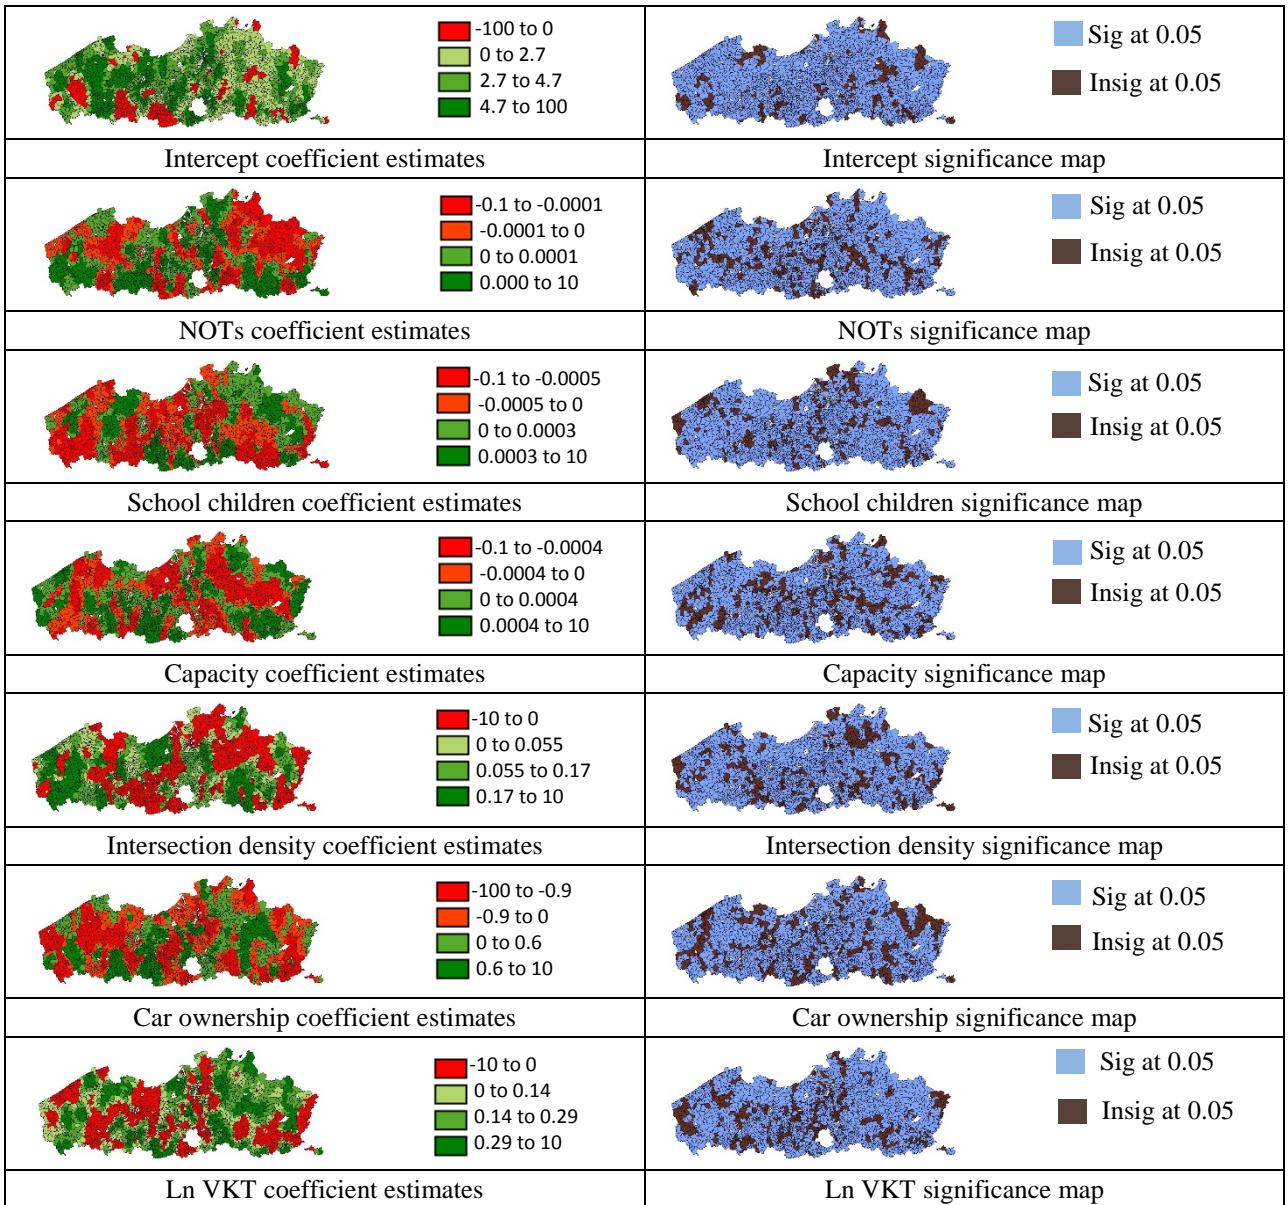 -100 to 0
0 to 2.7
2.7 to 4.7
4.7 to 100
Sig at 0.05
Insig at 0.05
Intercept coefficient estimates
Intercept significance map
-0.1 to -0.0001
-0.0001 to 0
0 to 0.0001
0.000 to 10
Sig at 0.05
Insig at 0.05
NOTs coefficient estimates
NOTs significance map
-0.1 to -0.0005
-0.0005 to 0
0 to 0.0003
0.0003 to 10
Sig at 0.05
Insig at 0.05
School children coefficient estimates
School children significance map
-0.1 to -0.0004
-0.0004 to 0
0 to 0.0004
0.0004 to 10
Sig at 0.05
Insig at 0.05
Capacity coefficient estimates
Capacity significance map
-10 to 0
0 to 0.055
0.055 to 0.17
0.17 to 10
Sig at 0.05
Insig at 0.05
Intersection density coefficient estimates
Intersection density significance map
-100 to -0.9
-0.9 to 0
0 to 0.6
0.6 to 10
Sig at 0.05
Insig at 0.05
Car ownership coefficient estimates
Car ownership significance map
-10 to 0
0 to 0.14
0.14 to 0.29
0.29 to 10
Sig at 0.05
Insig at 0.05
Ln VKT coefficient estimates
Ln VKT significance map